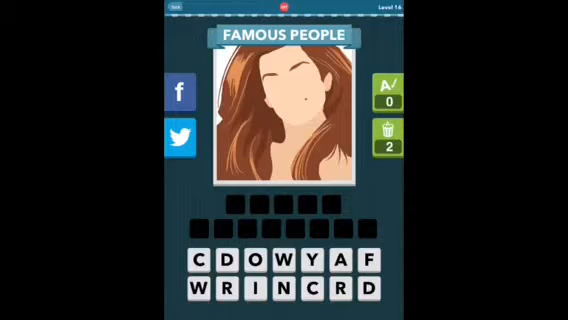 Level 16
FAMOUS PEOPLE
f
A
0
2
C D O W Y A F
W R I N C R D